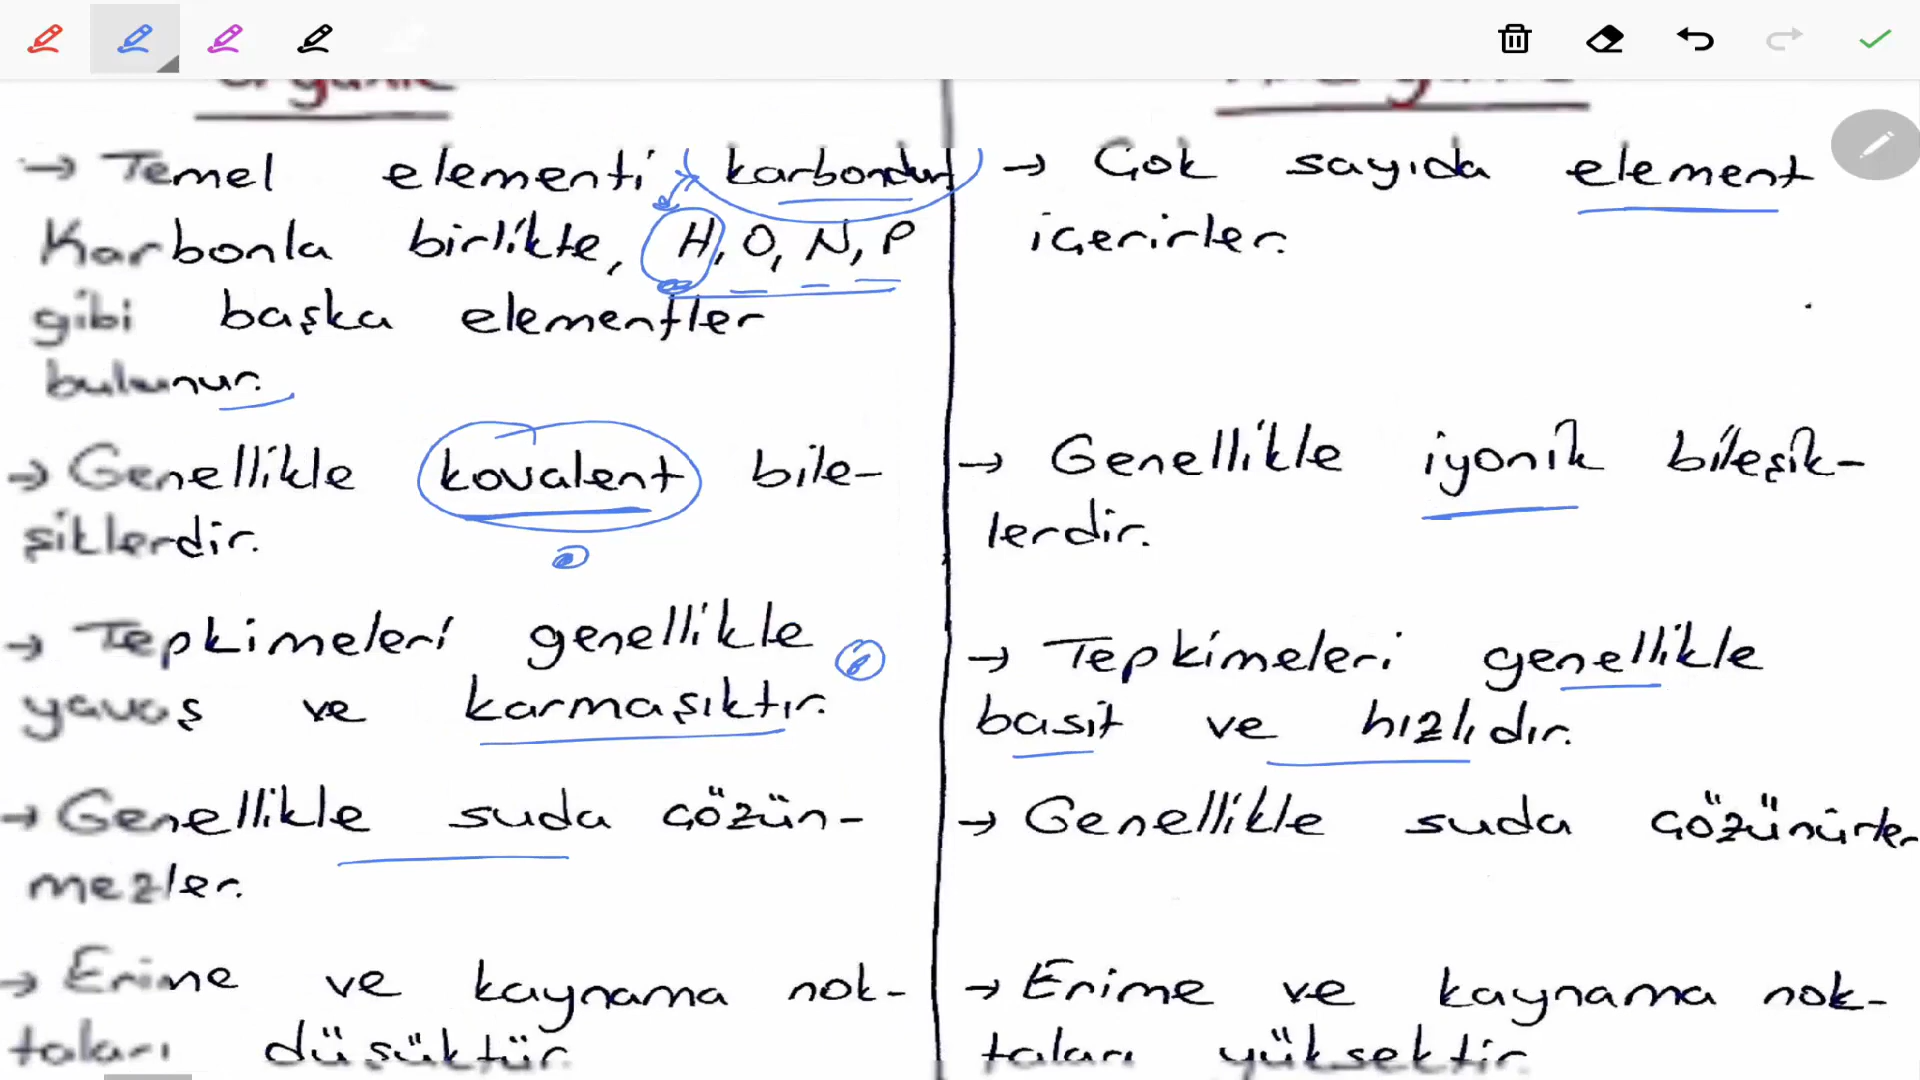 Organik
→ Temel elementi karbondur
Karbonla birlikte, H, O, N, P
gibi başka elementler
bulunur.
→ Genellikle kovalent bile-
şiklerdir.
→ Tepkimeleri genellikle
yavaş ve karmaşıktır.
→ Genellikle suda çözün-
mezler.
→ Erime ve kaynama nok-
taları düşüktür.
→ Çok sayıda element
içerirler.
→ Genellikle iyonik bileşik-
lerdir.
→ Tepkimeleri genellikle
basit ve hızlıdır.
→ Genellikle suda çözünürler
→ Erime ve kaynama nok-
taları yüksektir.